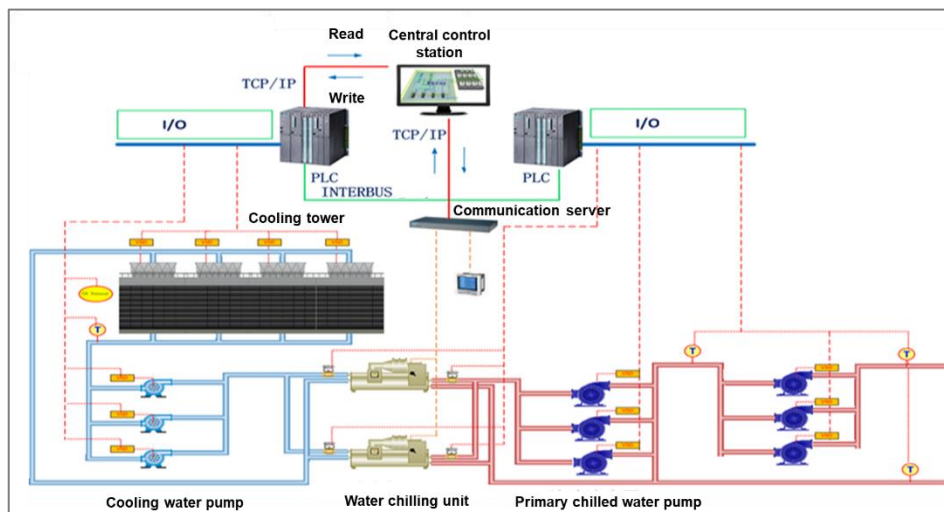 Read
Central control
station
TCP/IP
Write
I/O
TCP/IP
I/O
PLC
PLC
INTERBUS
Communication server
Cooling tower
T
T
T
T
Cooling water pump
Water chilling unit
Primary chilled water pump